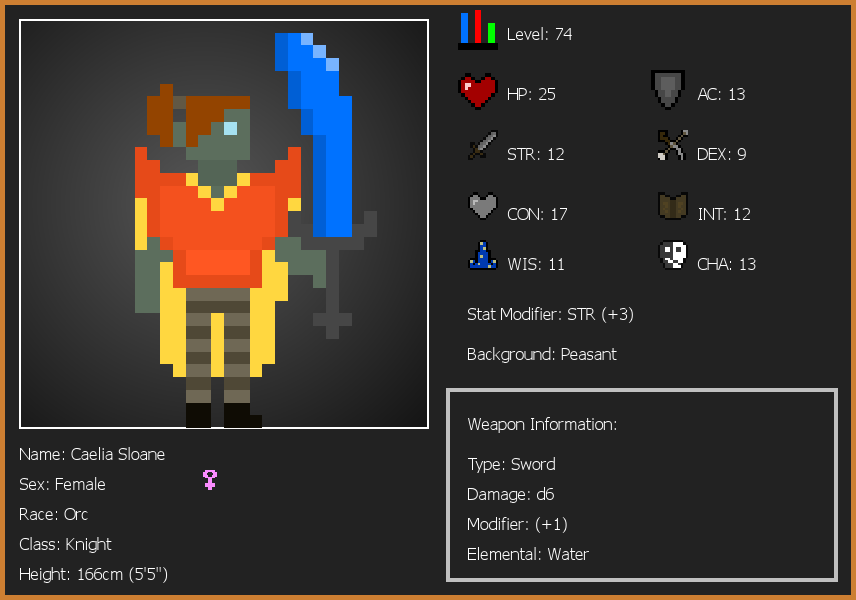 Level: 74
HP: 25
AC: 13
STR: 12
DEX: 9
CON: 17
INT: 12
WIS: 11
CHA: 13
Stat Modifier: STR (+3)
Background: Peasant
Weapon Information:
Type: Sword
Damage: d6
Modifier: (+1)
Elemental: Water
Name: Caelia Sloane
Sex: Female
Race: Orc
Class: Knight
Height: 166cm (5'5")